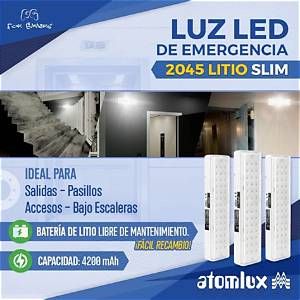 LUZ LED
DE EMERGENCIA
2045 LITIO SLIM
IDEAL PARA
Salidas - Pasillos
Accesos - Bajo Escaleras
BATERÍA DE LITIO LIBRE DE MANTENIMIENTO.
¡FÁCIL RECAMBIO!
CAPACIDAD: 4200 mAh
atomlux